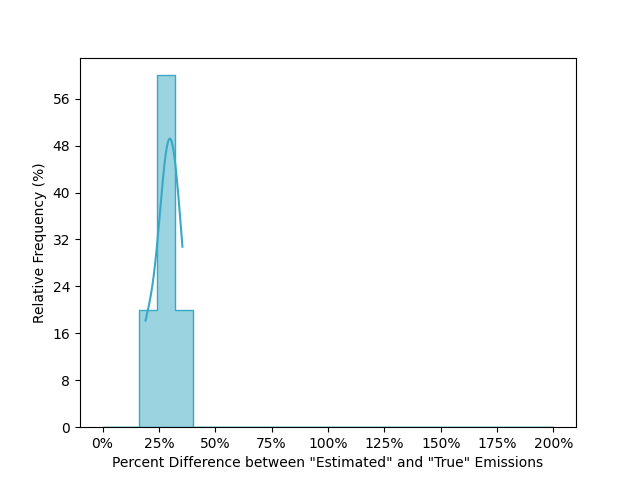 56
48
40
32
24
16
8
0
Relative Frequency (%)
0% 25% 50% 75% 100% 125% 150% 175% 200%
Percent Difference between "Estimated" and "True" Emissions